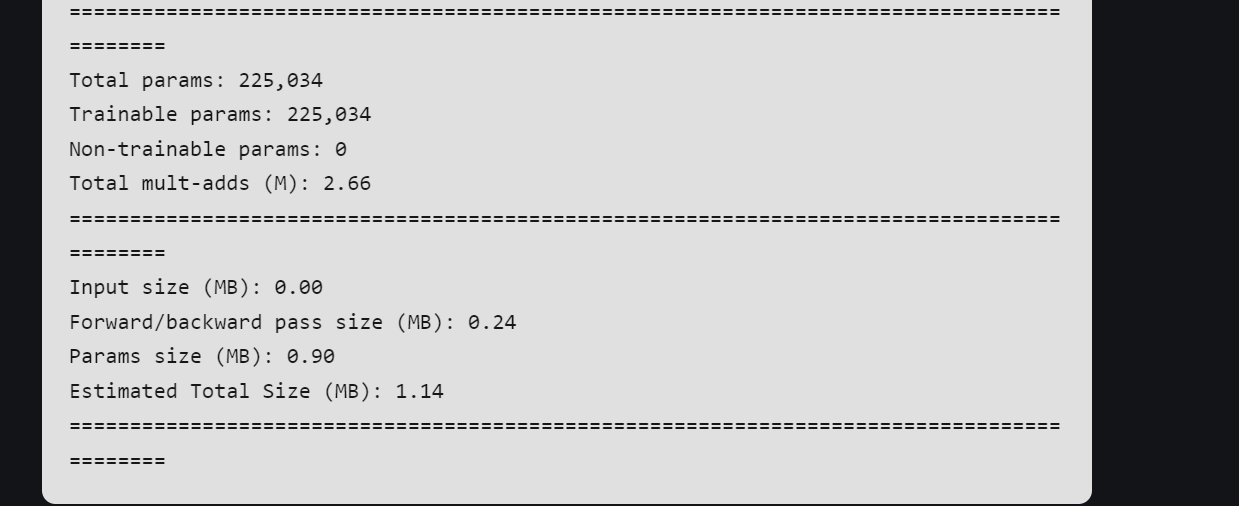 ==================================================================================
========
Total params: 225,034
Trainable params: 225,034
Non-trainable params: 0
Total mult-adds (M): 2.66
==================================================================================
========
Input size (MB): 0.00
Forward/backward pass size (MB): 0.24
Params size (MB): 0.90
Estimated Total Size (MB): 1.14
==================================================================================
========